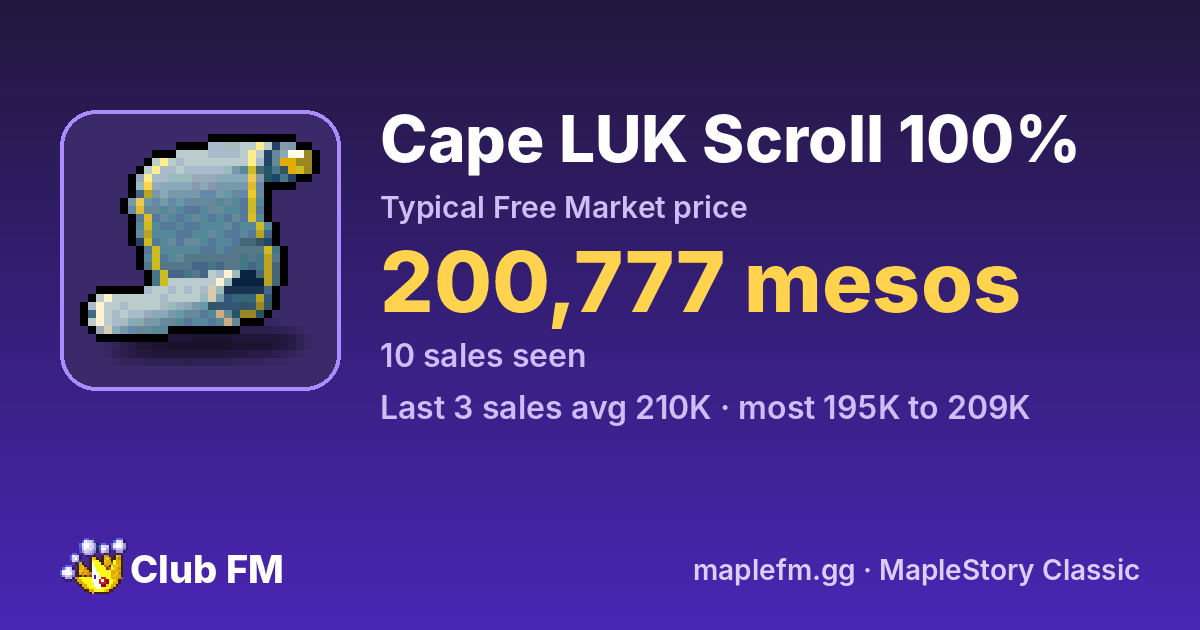 Cape LUK Scroll 100%
Typical Free Market price
200,777 mesos
10 sales seen
Last 3 sales avg 210K · most 195K to 209K
Club FM
maplefm.gg · MapleStory Classic